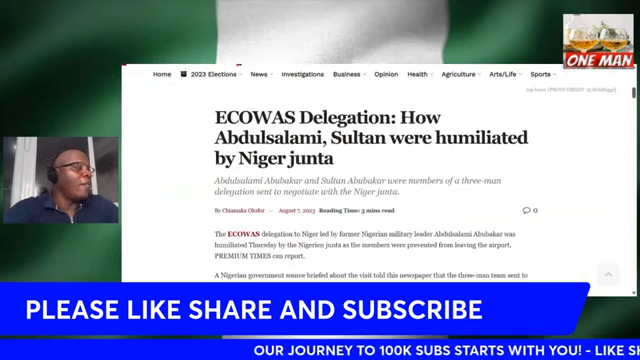 ONE MAN
Home 2023 Elections News Investigations Business Opinion Health Agriculture Arts/Life Sports
ECOWAS Delegation: How
Abdulsalami, Sultan were humiliated
by Niger junta
Abdulsalami Abubakar and Sultan Abubakar were members of a three-man
delegation sent to negotiate with the Niger junta.
By Chiamaka Okafor August 7, 2023 Reading Time: 3 mins read 0
The ECOWAS delegation to Niger led by former Nigerian military leader Abdulsalami Abubakar was
humiliated Thursday by the Nigerien junta as the members were prevented from leaving the airport,
PREMIUM TIMES can report.
A Nigerian government source briefed about the visit told this newspaper that the three-man team sent to
PLEASE LIKE SHARE AND SUBSCRIBE
OUR JOURNEY TO 100K SUBS STARTS WITH YOU! - LIKE SH